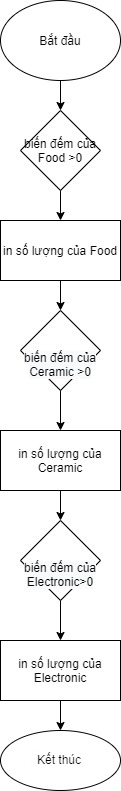 Bắt đầu
biến đếm của
Food >0
in số lượng của Food
biến đếm của
Ceramic >0
in số lượng của
Ceramic
biến đếm của
Electronic>0
in số lượng của
Electronic
Kết thúc